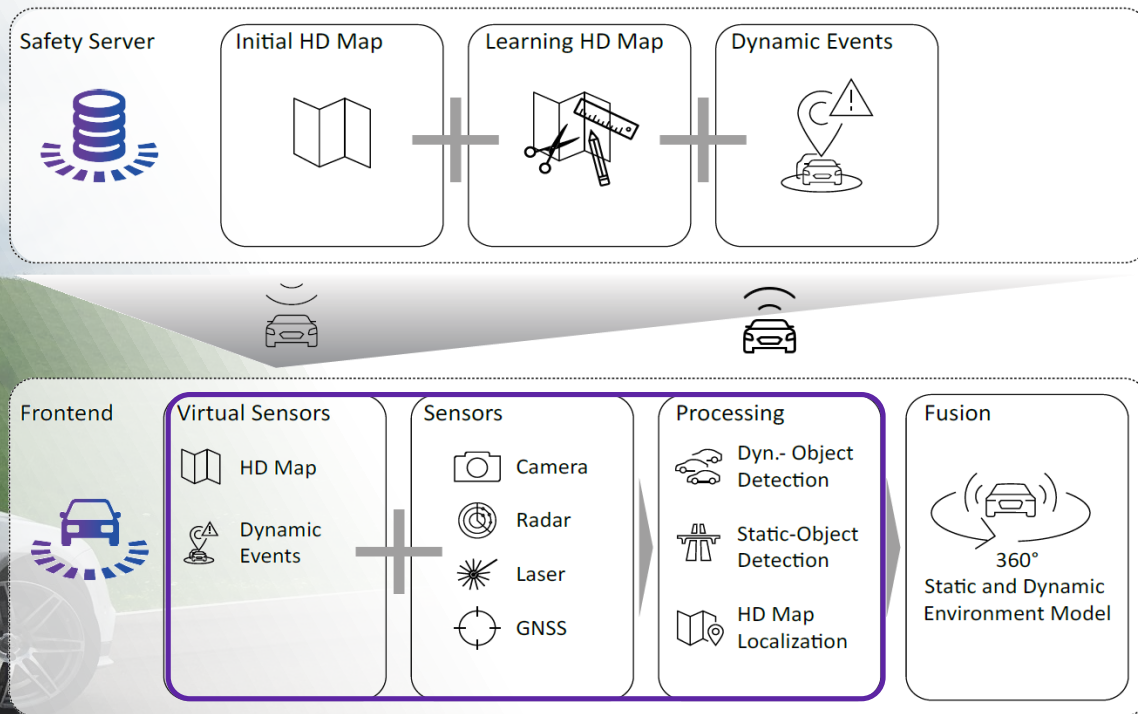 Safety Server
Initial HD Map
Learning HD Map
Dynamic Events
Frontend
Virtual Sensors
HD Map
Dynamic
Events
Sensors
Camera
Radar
Laser
GNSS
Processing
Dyn.- Object
Detection
Static-Object
Detection
HD Map
Localization
Fusion
360°
Static and Dynamic
Environment Model